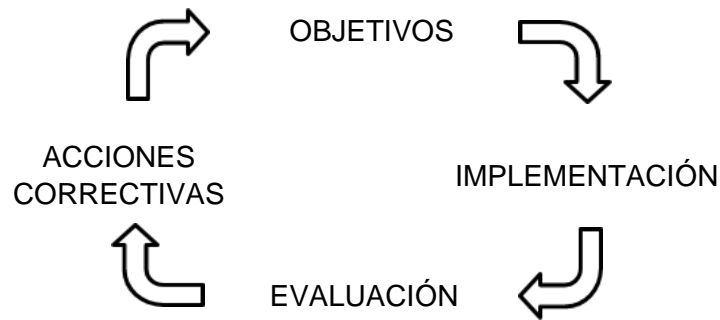 OBJETIVOS
IMPLEMENTACIÓN
EVALUACIÓN
ACCIONES
CORRECTIVAS